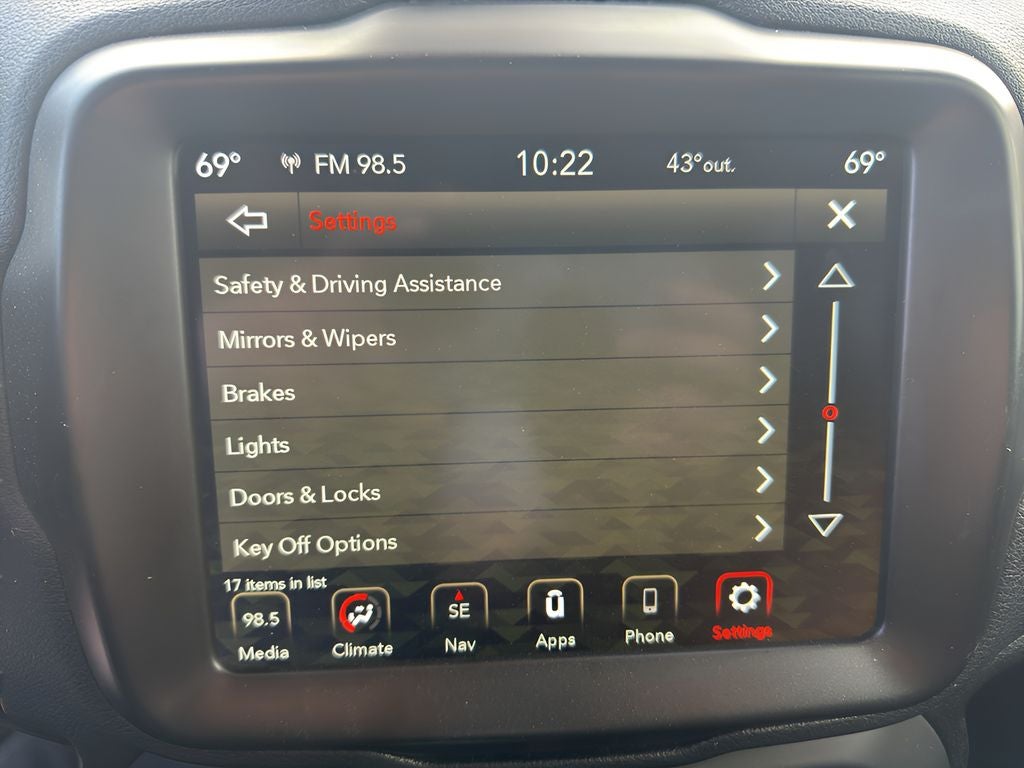 69° FM 98.5 10:22 43°out. 69°
Settings
Safety & Driving Assistance
Mirrors & Wipers
Brakes
Lights
Doors & Locks
Key Off Options
17 items in list
98.5 SE
Media Climate Nav Apps Phone Settings